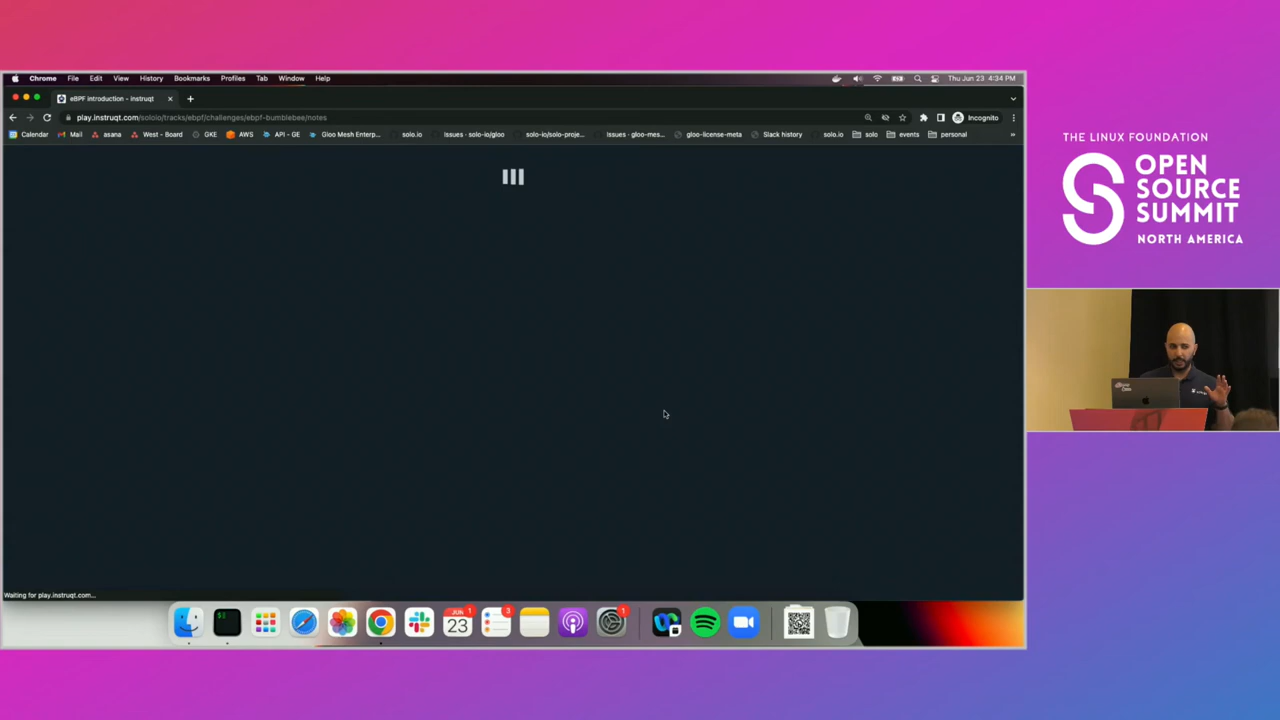 Chrome File Edit View History Bookmarks Profiles Tab Window Help
Thu Jun 23 4:34 PM
eBPF introduction - instruqt
play.instruqt.com/soloio/tracks/ebpf/challenges/ebpf-bumblebee/notes
Incognito
Calendar Mail asana West - Board GKE AWS API - GE Gloo Mesh Enterp... solo.io Issues · solo-io/gloo solo-io/solo-proje... Issues · gloo-mes... gloo-license-meta Slack history solo.io solo events personal
Waiting for play.instruqt.com...
JUN
23
1
3
1
THE LINUX FOUNDATION
OPEN
SOURCE
SUMMIT
NORTH AMERICA